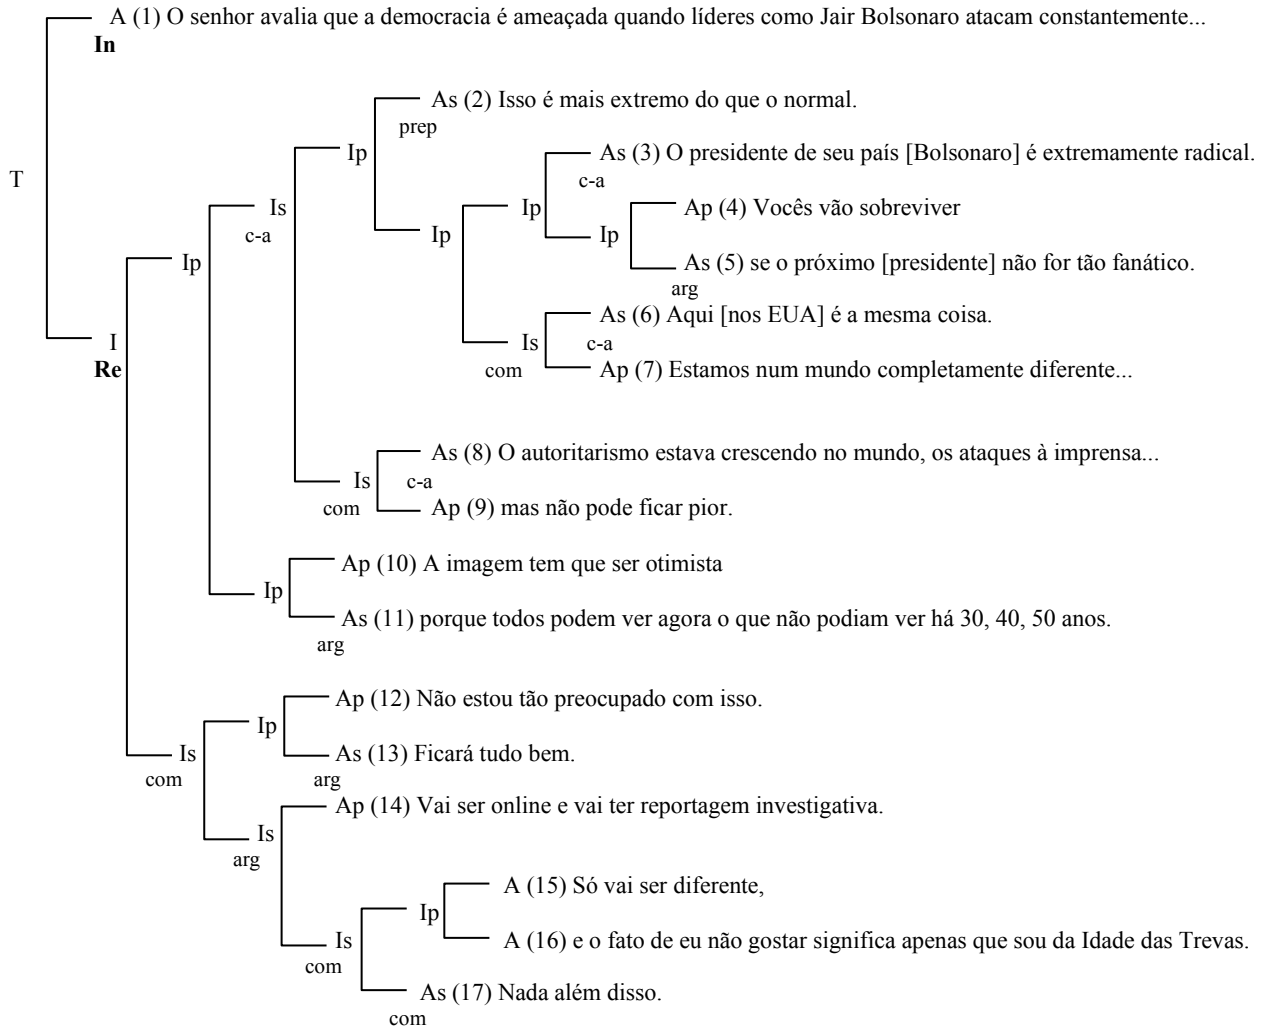 A (1) O senhor avalia que a democracia é ameaçada quando líderes como Jair Bolsonaro atacam constantemente...
In
As (2) Isso é mais extremo do que o normal.
prep
Ip
As (3) O presidente de seu país [Bolsonaro] é extremamente radical.
c-a
T
Is
c-a
Ip
Ap (4) Vocês vão sobreviver
Ip
Ip
Ip
As (5) se o próximo [presidente] não for tão fanático.
arg
As (6) Aqui [nos EUA] é a mesma coisa.
c-a
I
Re
Is
com
Ap (7) Estamos num mundo completamente diferente...
As (8) O autoritarismo estava crescendo no mundo, os ataques à imprensa...
c-a
Is
com
Ap (9) mas não pode ficar pior.
Ap (10) A imagem tem que ser otimista
Ip
As (11) porque todos podem ver agora o que não podiam ver há 30, 40, 50 anos.
arg
Ap (12) Não estou tão preocupado com isso.
Ip
Is
com
As (13) Ficará tudo bem.
arg
Ap (14) Vai ser online e vai ter reportagem investigativa.
Is
arg
A (15) Só vai ser diferente,
Ip
A (16) e o fato de eu não gostar significa apenas que sou da Idade das Trevas.
Is
com
As (17) Nada além disso.
com